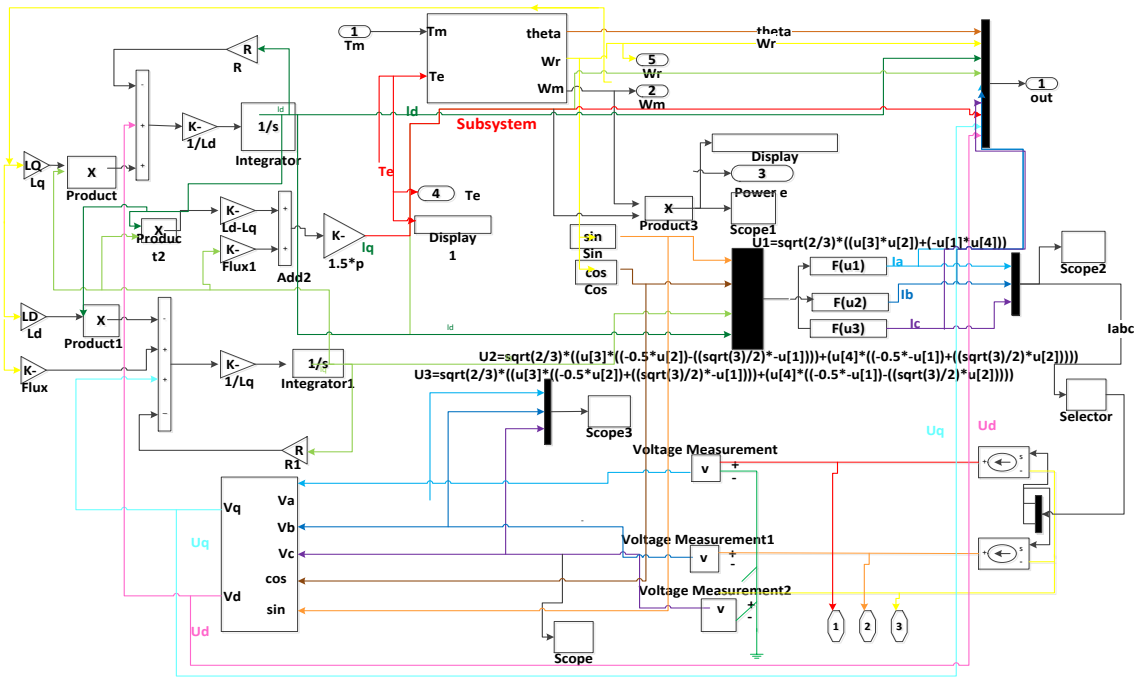 1
Tm
Tm
Te
theta
Wr
Wm
Subsystem
theta
Wr
5
Wr
2
Wm
1
out
R
R
-
+
+
K-
1/Ld
1/s
Integrator
Id
Id
LQ
Lq
X
Product
X
Produc
t2
K-
Ld-Lq
K-
Flux1
+
+
Add2
K-
1.5*p
Iq
Te
4
Te
Display
1
Display
3
Power e
X
Product3
Scope1
sin
Sin
cos
Cos
U1=sqrt(2/3)*((u[3]*u[2])+(-u[1]*u[4]))
F(u1)
F(u2)
F(u3)
Ia
Ib
Ic
Scope2
Iabc
LD
Ld
X
Product1
K-
Flux
-
+
+
-
K-
1/Lq
1/s
Integrator1
Id
U2=sqrt(2/3)*((u[3]*((-0.5*u[2])-((sqrt(3)/2)*-u[1])))+(u[4]*((-0.5*-u[1])+((sqrt(3)/2)*u[2]))))
U3=sqrt(2/3)*((u[3]*((-0.5*u[2])+((sqrt(3)/2)*-u[1])))+(u[4]*((-0.5*-u[1])-((sqrt(3)/2)*u[2]))))
Scope3
Selector
R
R1
Uq
Ud
Voltage Measurement
v
+
-
+
s
-
Vq
Vd
Va
Vb
Vc
cos
sin
Uq
Ud
Voltage Measurement1
v
+
-
+
s
-
Voltage Measurement2
v
+
-
1
2
3
Scope